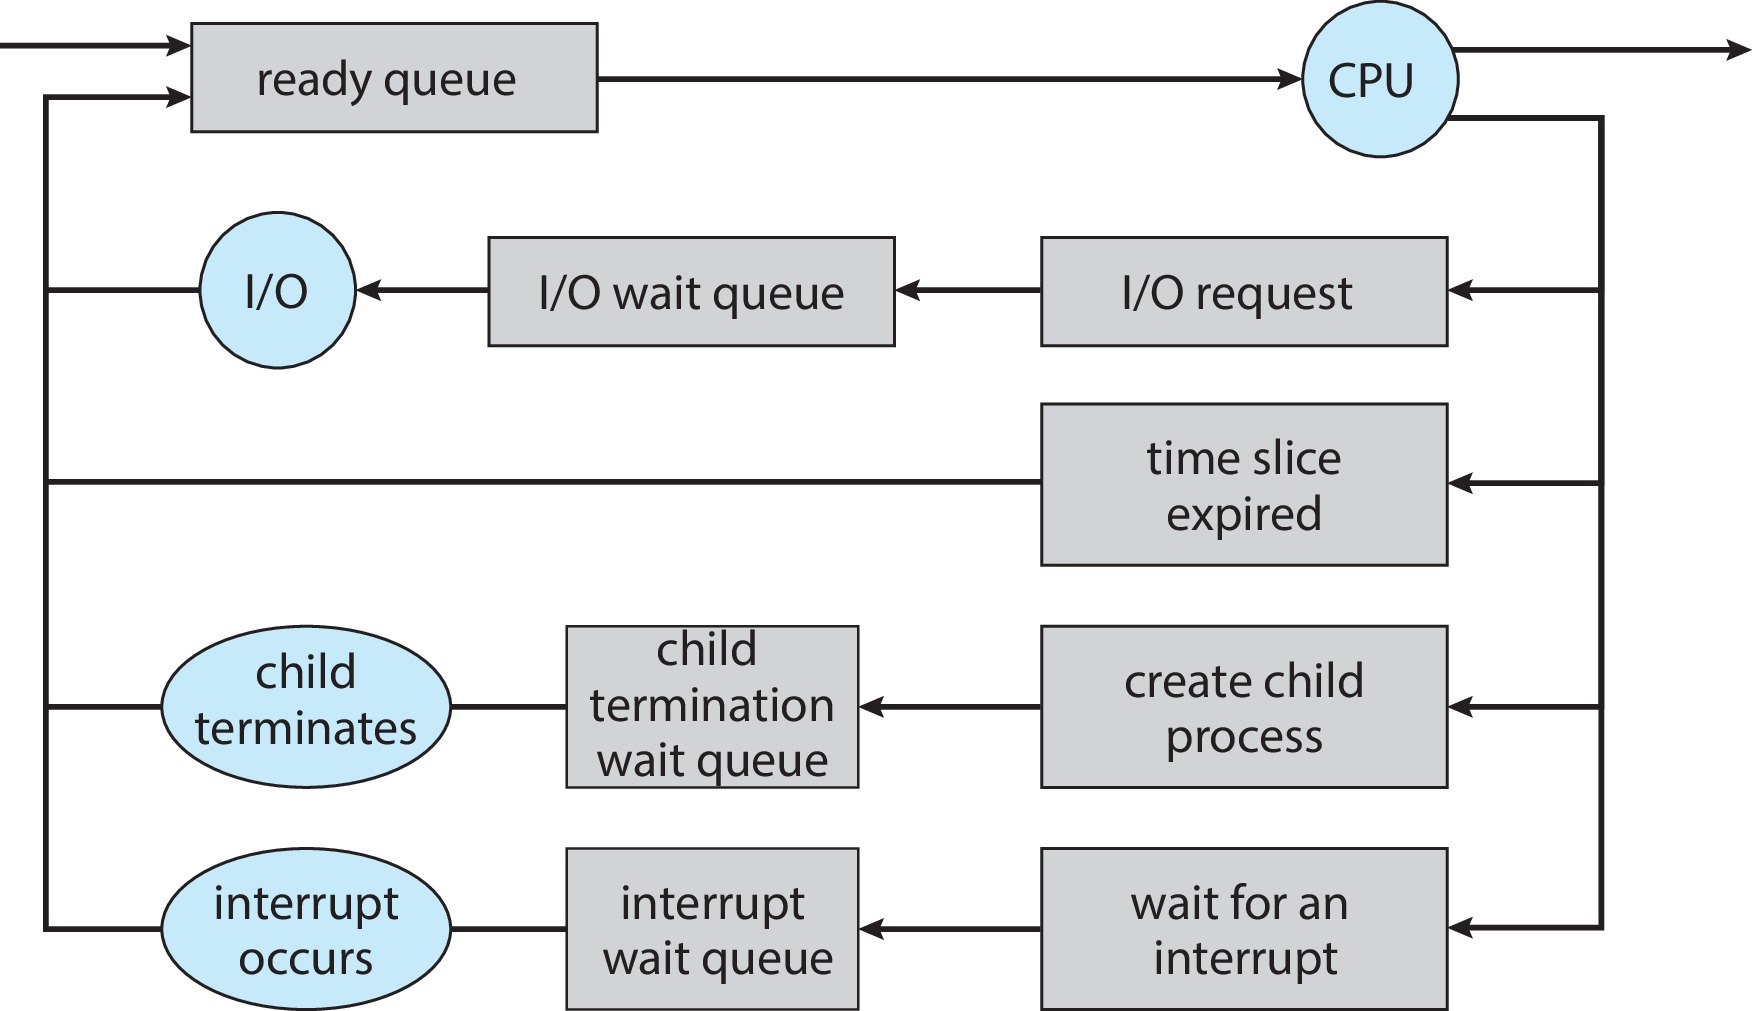 ready queue
CPU
I/O
I/O wait queue
I/O request
time slice
expired
child
terminates
child
termination
wait queue
create child
process
interrupt
occurs
interrupt
wait queue
wait for an
interrupt